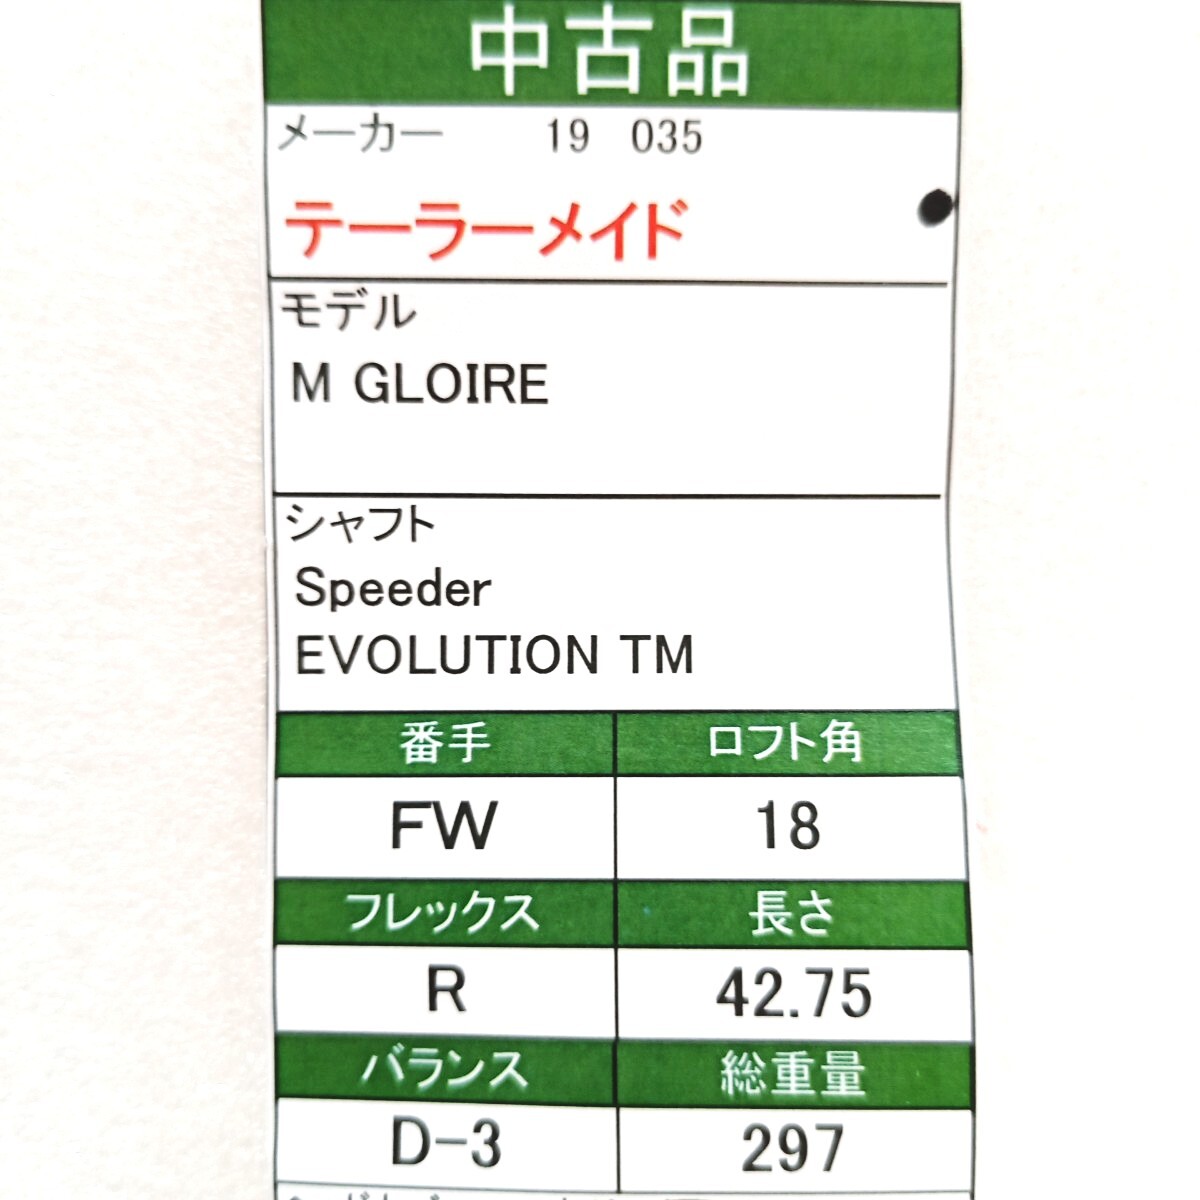 中古品
メーカー 19 035
テーラーメイド
モデル
M GLOIRE
シャフト
Speeder
EVOLUTION TM
番手 ロフト角
FW 18
フレックス 長さ
R 42.75
バランス 総重量
D-3 297